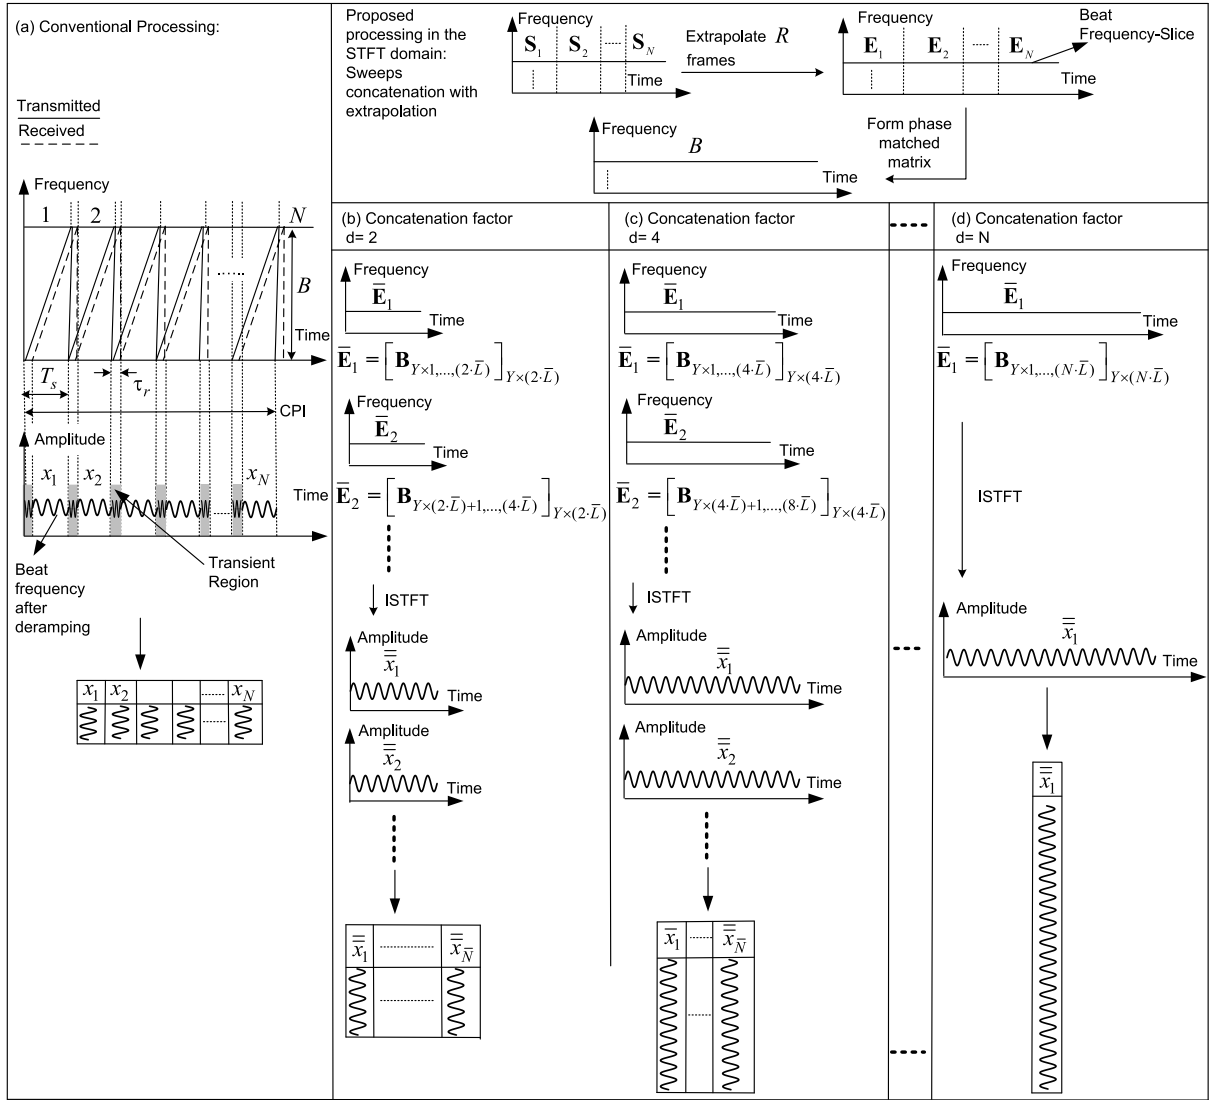 (a) Conventional Processing:
Transmitted
Received
Frequency
1 2 N
B
Time
T_s
τ_r
CPI
Amplitude
x_1 x_2 x_N
Time
Beat
frequency
after
deramping
Transient
Region
x_1 x_2 ...... x_N
......
Proposed
processing in the
STFT domain:
Sweeps
concatenation with
extrapolation
Frequency
S_1 S_2 ...... S_N
Time
Extrapolate R
frames
Frequency
E_1 E_2 ...... E_N
Time
Beat
Frequency-Slice
Form phase
matched
matrix
Frequency
B
Time
(b) Concatenation factor
d= 2
Frequency
Ē_1
Time
Ē_1 = [B_{Y×1,...,(2·L̄)}]_{Y×(2·L̄)}
Frequency
Ē_2
Time
Ē_2 = [B_{Y×(2·L̄)+1,...,(4·L̄)}]_{Y×(2·L̄)}
ISTFT
Amplitude
x̿_1
Time
Amplitude
x̿_2
Time
x̿_1 ...... x̿_N̄
......
(c) Concatenation factor
d= 4
Frequency
Ē_1
Time
Ē_1 = [B_{Y×1,...,(4·L̄)}]_{Y×(4·L̄)}
Frequency
Ē_2
Time
Ē_2 = [B_{Y×(4·L̄)+1,...,(8·L̄)}]_{Y×(4·L̄)}
ISTFT
Amplitude
x̿_1
Time
Amplitude
x̿_2
Time
x̄_1 ...... x̿_N̄
......
(d) Concatenation factor
d= N
Frequency
Ē_1
Time
Ē_1 = [B_{Y×1,...,(N·L̄)}]_{Y×(N·L̄)}
ISTFT
Amplitude
x̿_1
Time
x̿_1